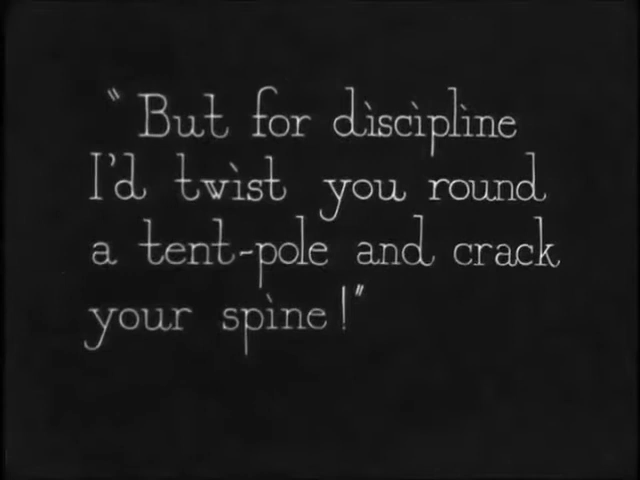 "But for discipline
I'd twist you round
a tent-pole and crack
your spine!"